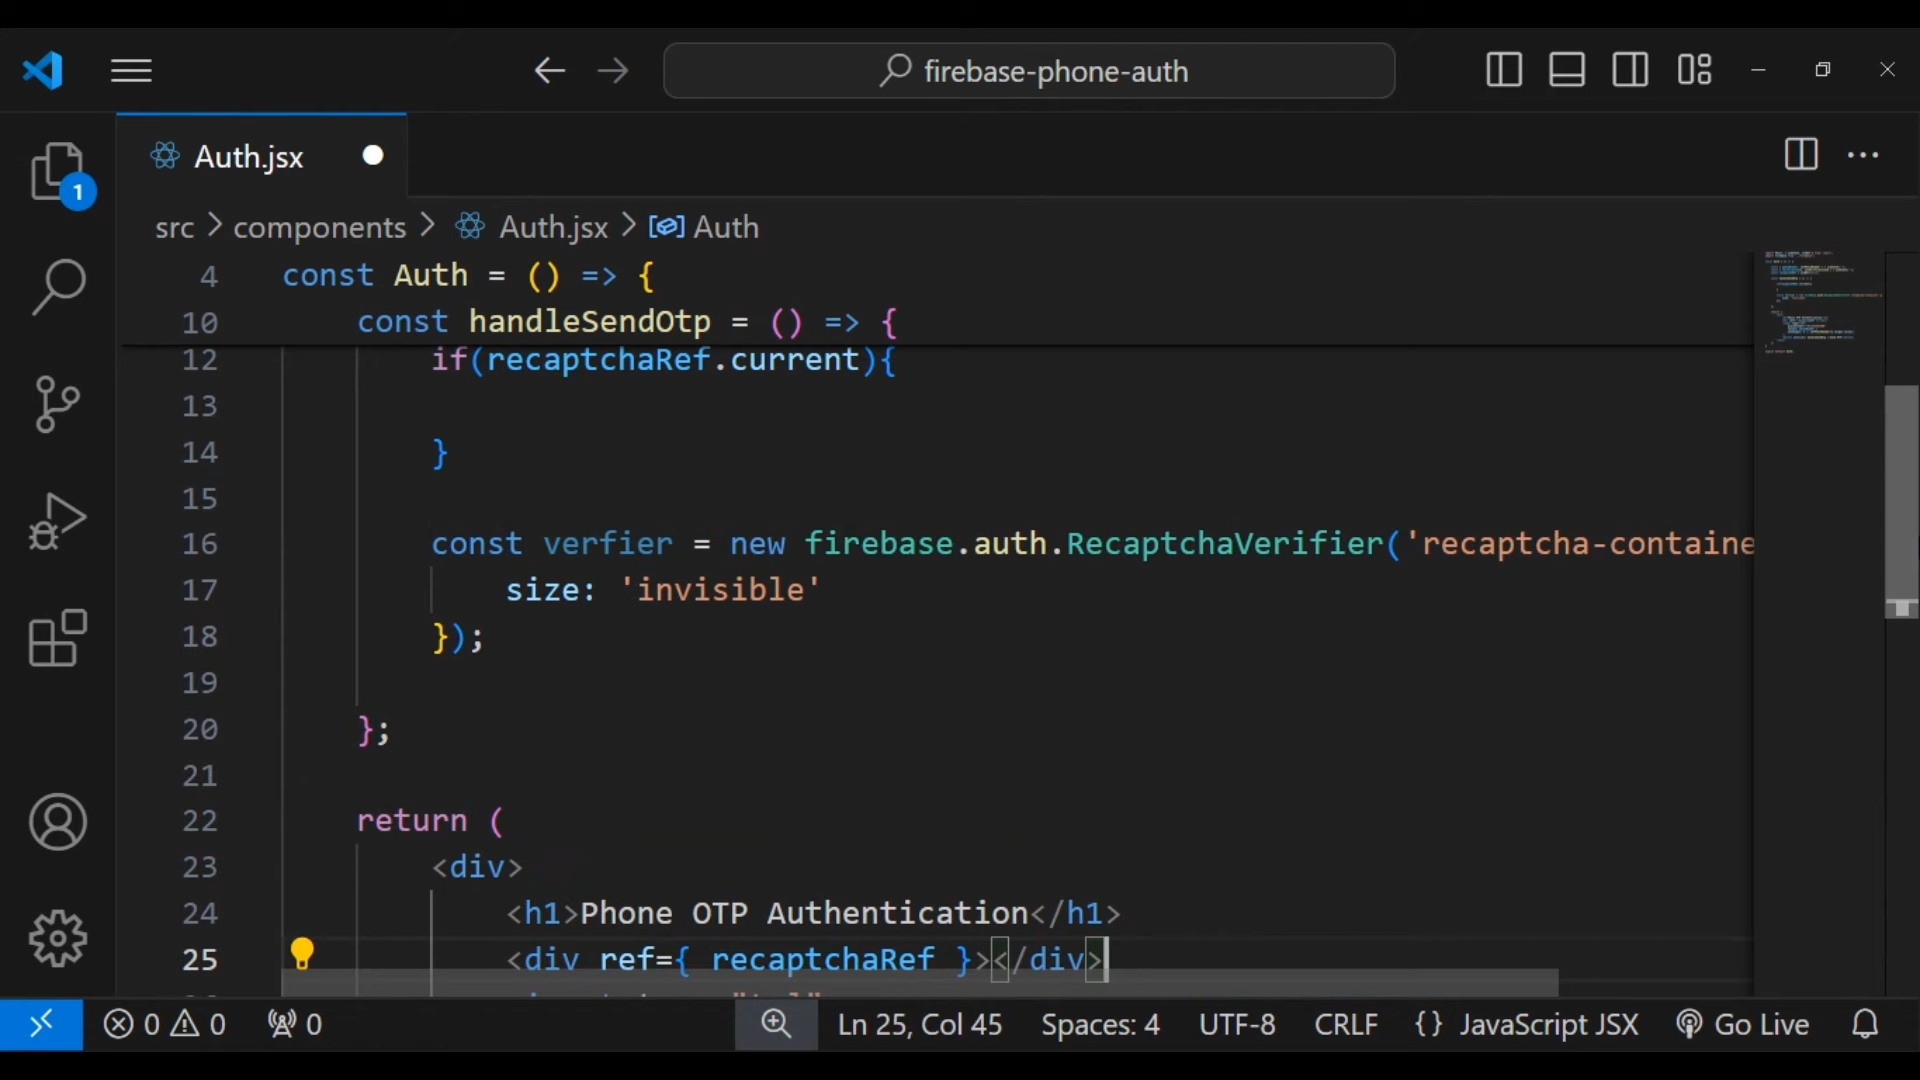 firebase-phone-auth
1
Auth.jsx
src > components > Auth.jsx > Auth
4 const Auth = () => {
10 const handleSendOtp = () => {
12 if(recaptchaRef.current){
13
14 }
15
16 const verfier = new firebase.auth.RecaptchaVerifier('recaptcha-containe
17 size: 'invisible'
18 });
19
20 };
21
22 return (
23 <div>
24 <h1>Phone OTP Authentication</h1>
25 <div ref={ recaptchaRef }></div>
0 0 0 Ln 25, Col 45 Spaces: 4 UTF-8 CRLF {} JavaScript JSX Go Live